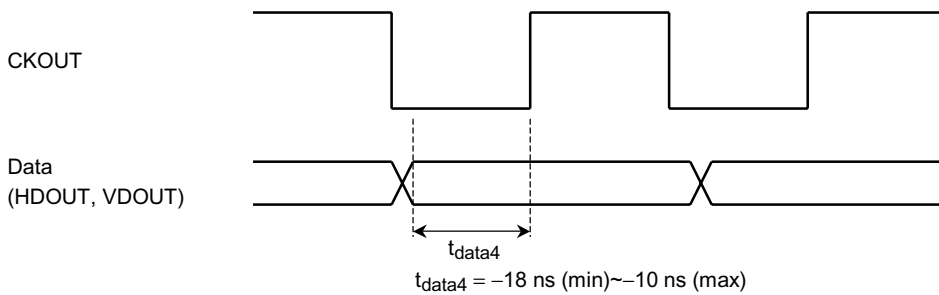 CKOUT
Data
(HDOUT, VDOUT)
tdata4
tdata4 = −18 ns (min)~−10 ns (max)